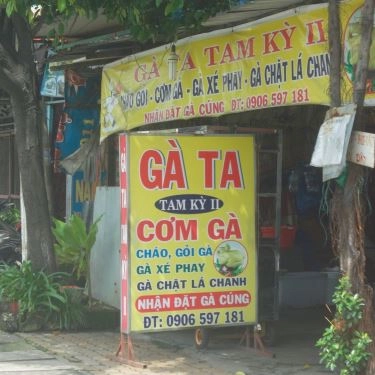 GÀ TA TAM KỲ II
CHÁO GỎI - CƠM GÀ - GÀ XÉ PHAY - GÀ CHẶT LÁ CHANH
NHẬN ĐẶT GÀ CÚNG ĐT: 0906 597 181
GÀ TA
TAM KỲ II
CƠM GÀ
CHÁO, GỎI GÀ
GÀ XÉ PHAY
GÀ CHẶT LÁ CHANH
NHẬN ĐẶT GÀ CÚNG
ĐT: 0906 597 181